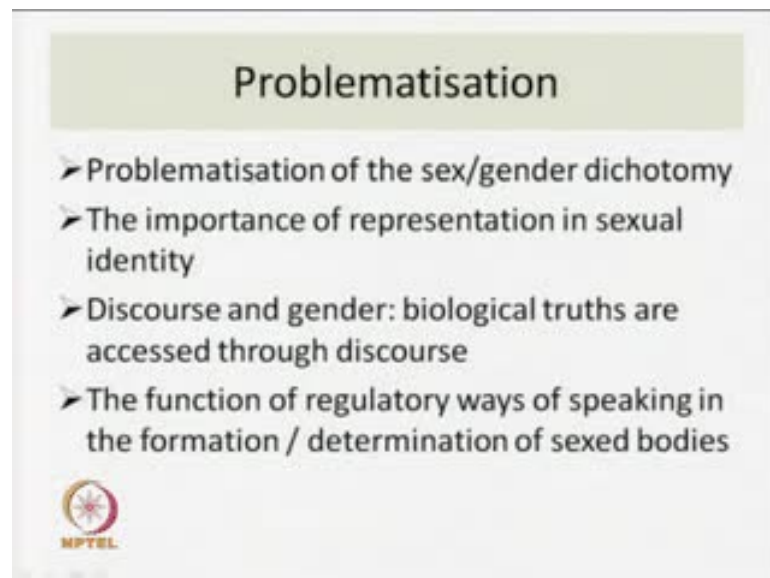 Problematisation
➢Problematisation of the sex/gender dichotomy
➢The importance of representation in sexual
identity
➢Discourse and gender: biological truths are
accessed through discourse
➢The function of regulatory ways of speaking in
the formation / determination of sexed bodies
NPTEL